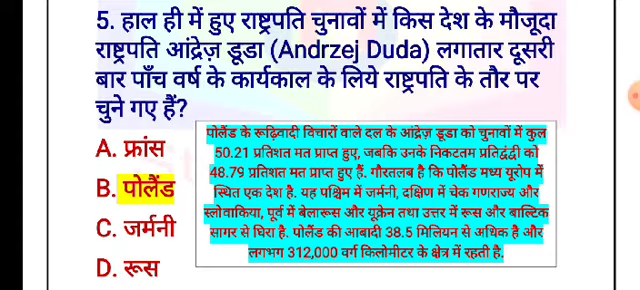 5. हाल ही में हुए राष्ट्रपति चुनावों में किस देश के मौजूदा
राष्ट्रपति आंद्रेज़ डूडा (Andrzej Duda) लगातार दूसरी
बार पाँच वर्ष के कार्यकाल के लिये राष्ट्रपति के तौर पर
चुने गए हैं?
A. फ्रांस
B. पोलैंड
C. जर्मनी
D. रूस
पोलैंड के रूढ़िवादी विचारों वाले दल के आंद्रेज़ डूडा को चुनावों में कुल
50.21 प्रतिशत मत प्राप्त हुए, जबकि उनके निकटतम प्रतिद्वंद्वी को
48.79 प्रतिशत मत प्राप्त हुए हैं. गौरतलब है कि पोलैंड मध्य यूरोप में
स्थित एक देश है. यह पश्चिम में जर्मनी, दक्षिण में चेक गणराज्य और
स्लोवाकिया, पूर्व में बेलारूस और यूक्रेन तथा उत्तर में रूस और बाल्टिक
सागर से घिरा है. पोलैंड की आबादी 38.5 मिलियन से अधिक है और
लगभग 312,000 वर्ग किलोमीटर के क्षेत्र में रहती है.